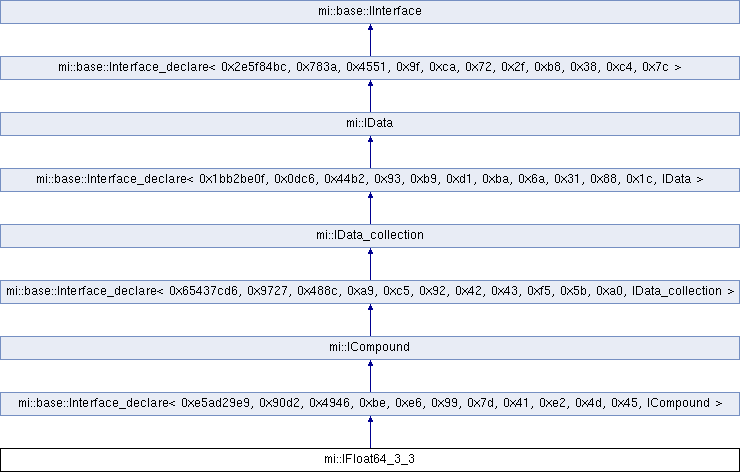 mi::base::IInterface
mi::base::Interface_declare< 0x2e5f84bc, 0x783a, 0x4551, 0x9f, 0xca, 0x72, 0x2f, 0xb8, 0x38, 0xc4, 0x7c >
mi::IData
mi::base::Interface_declare< 0x1bb2be0f, 0x0dc6, 0x44b2, 0x93, 0xb9, 0xd1, 0xba, 0x6a, 0x31, 0x88, 0x1c, IData >
mi::IData_collection
mi::base::Interface_declare< 0x65437cd6, 0x9727, 0x488c, 0xa9, 0xc5, 0x92, 0x42, 0x43, 0xf5, 0x5b, 0xa0, IData_collection >
mi::ICompound
mi::base::Interface_declare< 0xe5ad29e9, 0x90d2, 0x4946, 0xbe, 0xe6, 0x99, 0x7d, 0x41, 0xe2, 0x4d, 0x45, ICompound >
mi::IFloat64_3_3